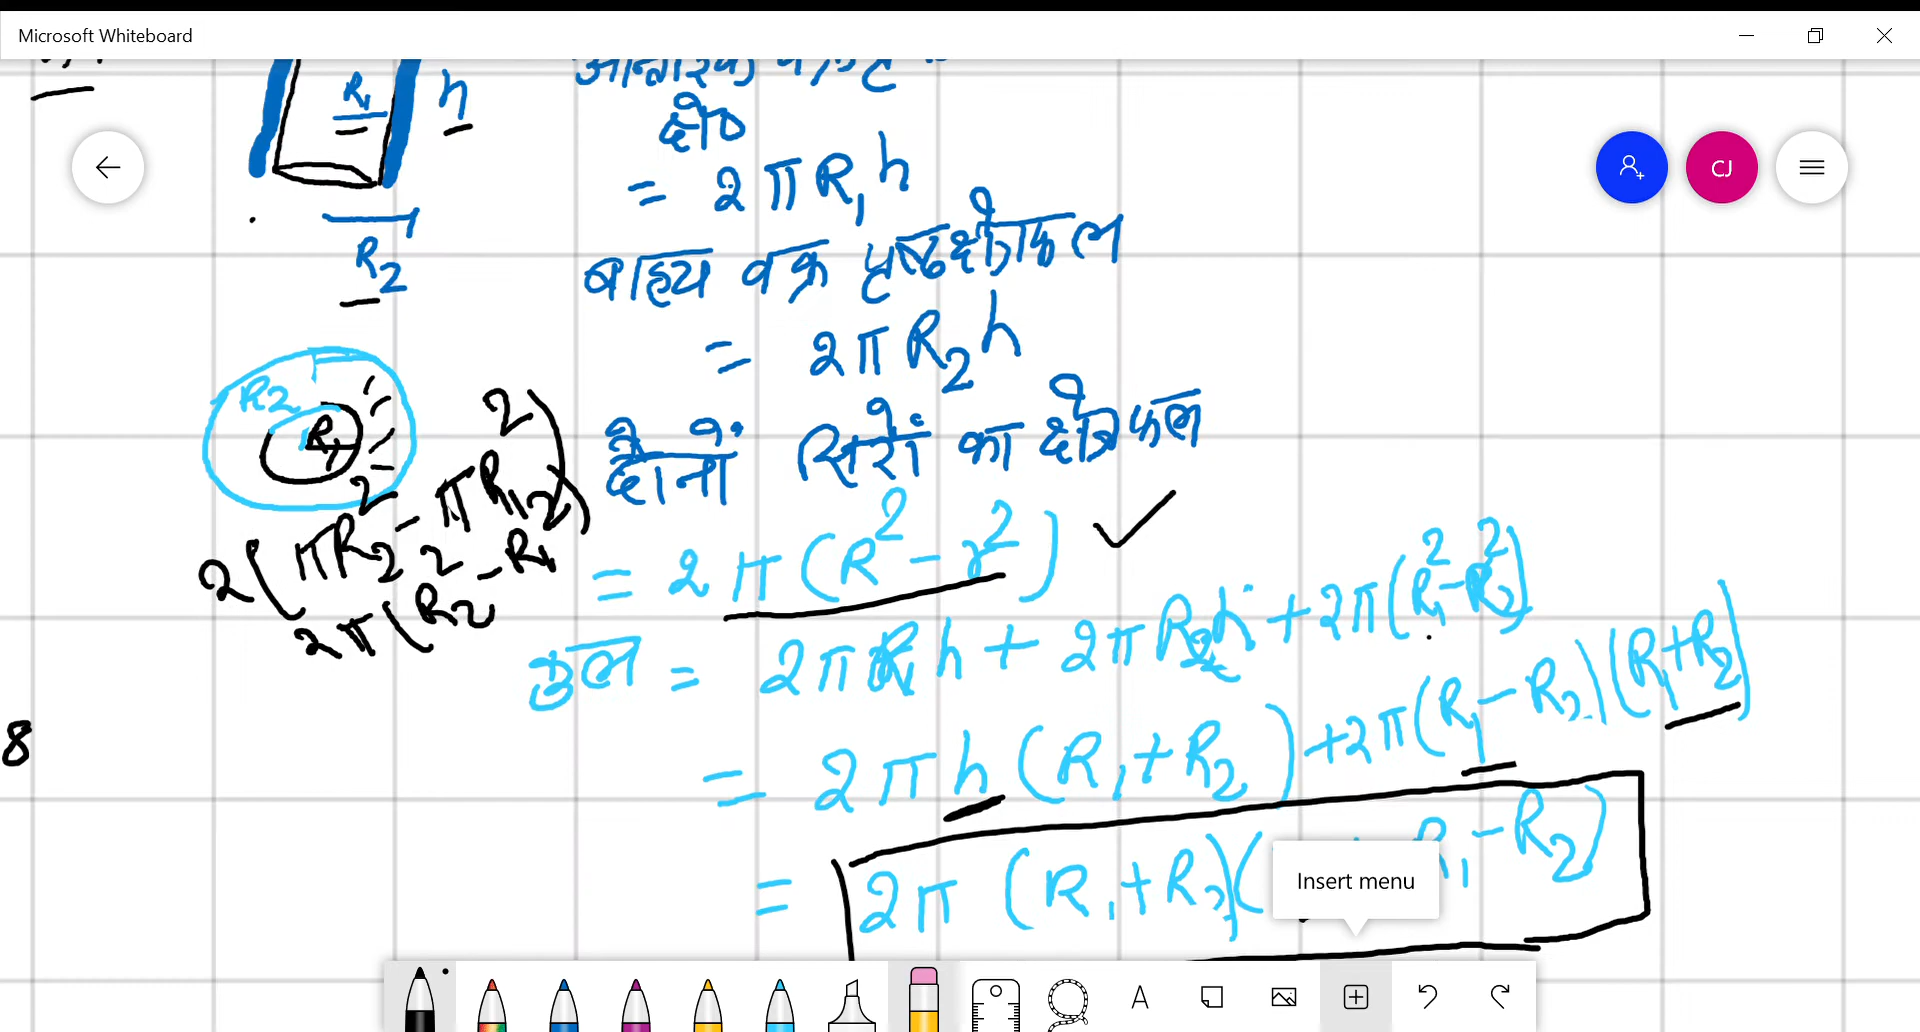 Microsoft Whiteboard
R₁
h
R₂
CJ
क्षे०
= 2πR₁h
बाह्य वक्र पृष्ठ क्षेत्रफल
= 2πR₂h
R2
R₁
दोनों सिरों का क्षेत्रफल
2(πR₂² - πR₁²)
2π(R₂² - R₁²)
= 2π(R² - r²)
कुल = 2πR₁h + 2πR₂h + 2π(R₁² - R₂²)
= 2πh(R₁ + R₂) + 2π(R₁ - R₂)(R₁ + R₂)
8
= 2π(R₁ + R₂)( R₁ - R₂)
Insert menu
A